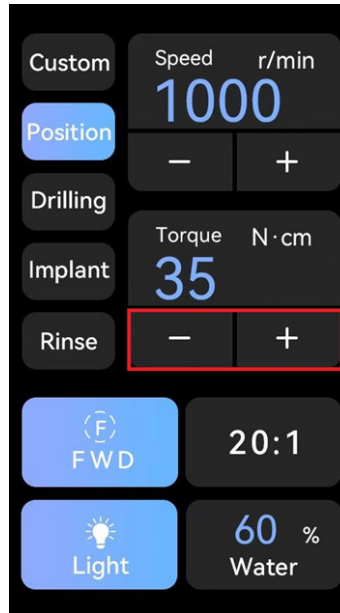 Custom
Position
Drilling
Implant
Rinse
Speed r/min
1000
− +
Torque N·cm
35
− +
(F)
FWD
20:1
Light
60 %
Water